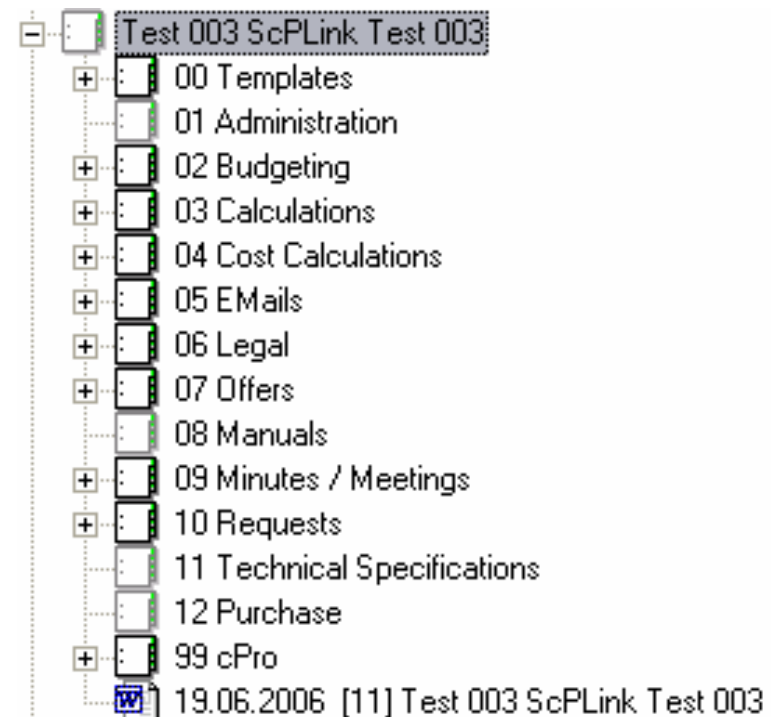 Test 003 ScPLink Test 003
00 Templates
01 Administration
02 Budgeting
03 Calculations
04 Cost Calculations
05 EMails
06 Legal
07 Offers
08 Manuals
09 Minutes / Meetings
10 Requests
11 Technical Specifications
12 Purchase
99 cPro
19.06.2006 [11] Test 003 ScPLink Test 003